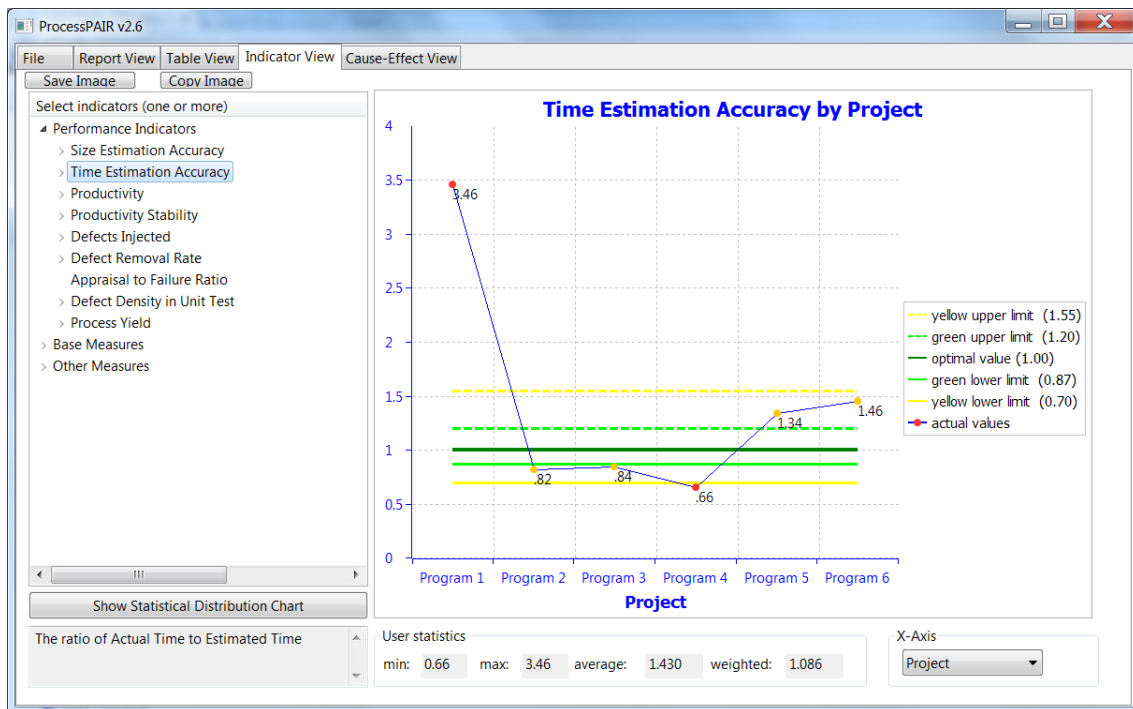 ProcessPAIR v2.6
File Report View Table View Indicator View Cause-Effect View
Save Image Copy Image
Select indicators (one or more)
Performance Indicators
Size Estimation Accuracy
Time Estimation Accuracy
Productivity
Productivity Stability
Defects Injected
Defect Removal Rate
Appraisal to Failure Ratio
Defect Density in Unit Test
Process Yield
Base Measures
Other Measures
Show Statistical Distribution Chart
The ratio of Actual Time to Estimated Time
Time Estimation Accuracy by Project
4
3.5
3
2.5
2
1.5
1
0.5
0
3.46
.82
.84
.66
1.34
1.46
Program 1 Program 2 Program 3 Program 4 Program 5 Program 6
Project
yellow upper limit (1.55)
green upper limit (1.20)
optimal value (1.00)
green lower limit (0.87)
yellow lower limit (0.70)
actual values
User statistics
min: 0.66 max: 3.46 average: 1.430 weighted: 1.086
X-Axis
Project